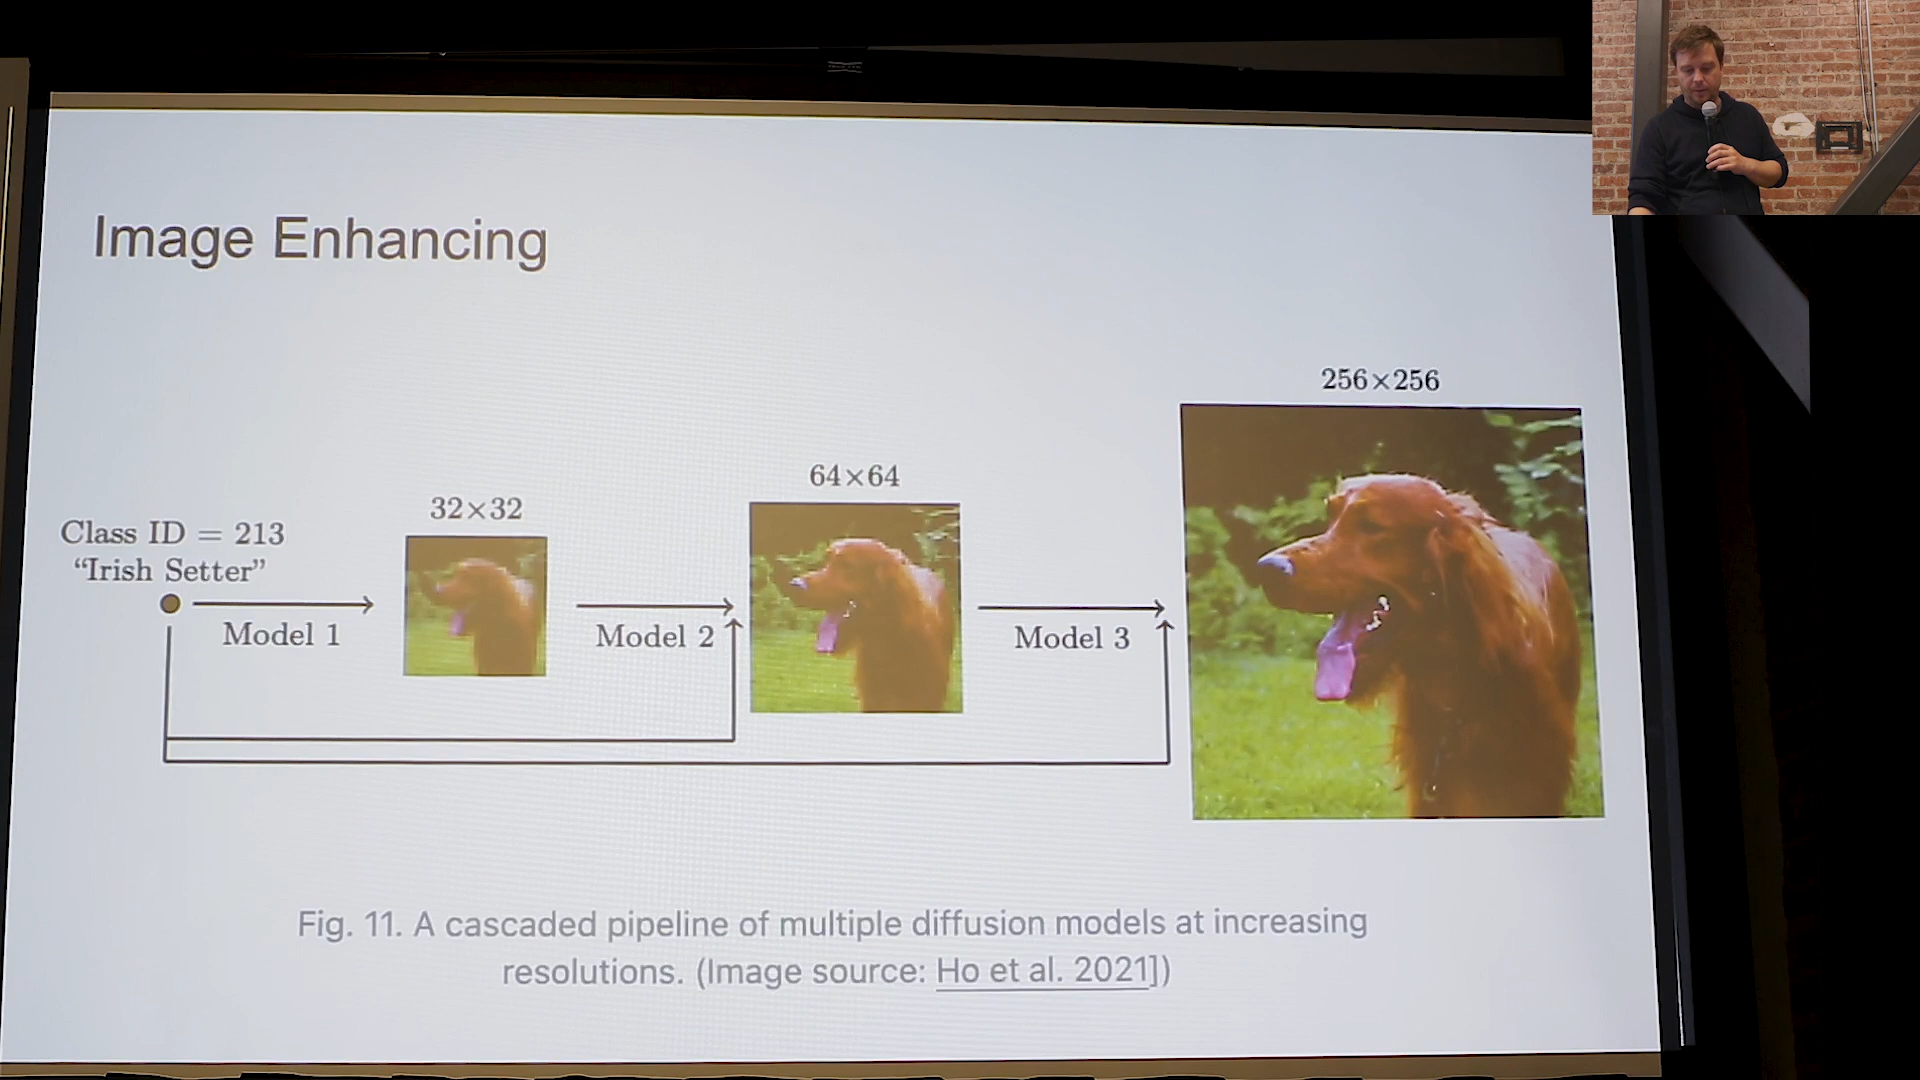 Image Enhancing
256×256
64×64
32×32
Class ID = 213
“Irish Setter”
Model 1
Model 2
Model 3
Fig. 11. A cascaded pipeline of multiple diffusion models at increasing
resolutions. (Image source: Ho et al. 2021])